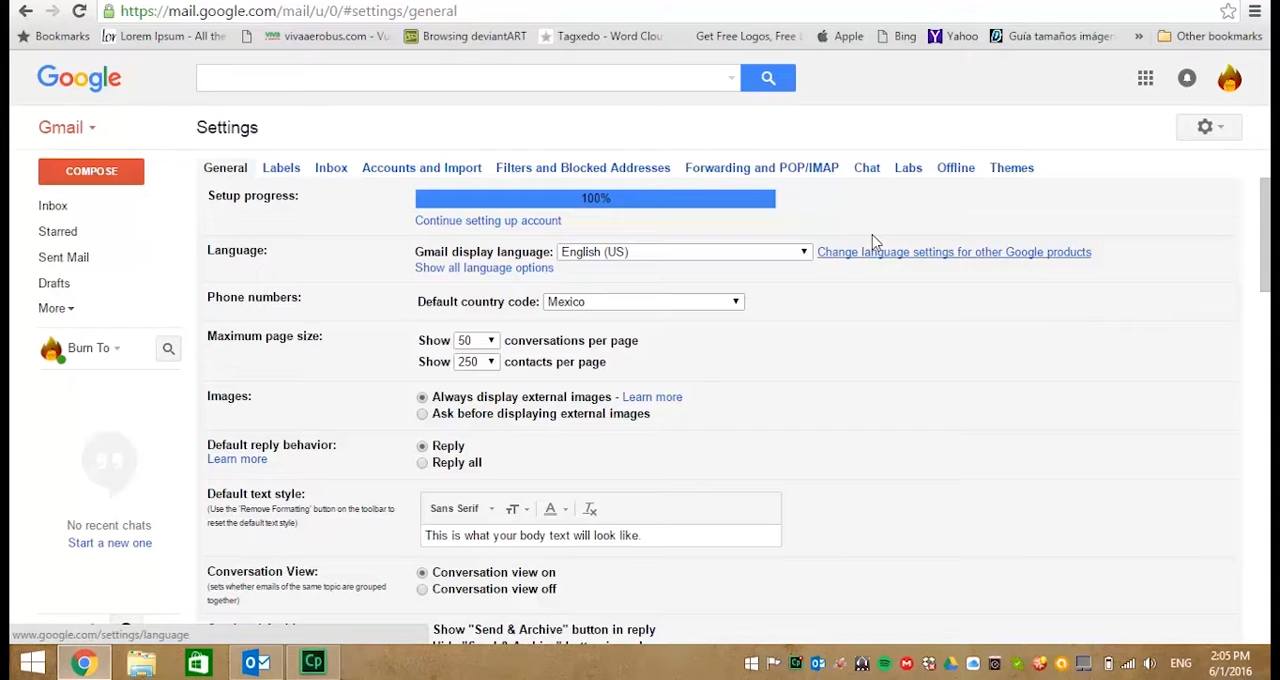 https://mail.google.com/mail/u/0/#settings/general
Bookmarks Lorem Ipsum - All the vivaaerobus.com - Vu Browsing deviantART Tagxedo - Word Clou Get Free Logos, Free Apple Bing Yahoo Guía tamaños imáger » Other bookmarks
Google
Gmail Settings
COMPOSE
General Labels Inbox Accounts and Import Filters and Blocked Addresses Forwarding and POP/IMAP Chat Labs Offline Themes
Inbox
Starred
Sent Mail
Drafts
More
Burn To
No recent chats
Start a new one
Setup progress: 100%
Continue setting up account
Language: Gmail display language: English (US) Change language settings for other Google products
Show all language options
Phone numbers: Default country code: Mexico
Maximum page size: Show 50 conversations per page
Show 250 contacts per page
Images: Always display external images - Learn more
Ask before displaying external images
Default reply behavior: Reply
Learn more Reply all
Default text style: Sans Serif
(Use the 'Remove Formatting' button on the toolbar to
reset the default text style)
This is what your body text will look like.
Conversation View: Conversation view on
(sets whether emails of the same topic are grouped
together)
Conversation view off
Show "Send & Archive" button in reply
www.google.com/settings/language
Cp ENG 2:05 PM
6/1/2016